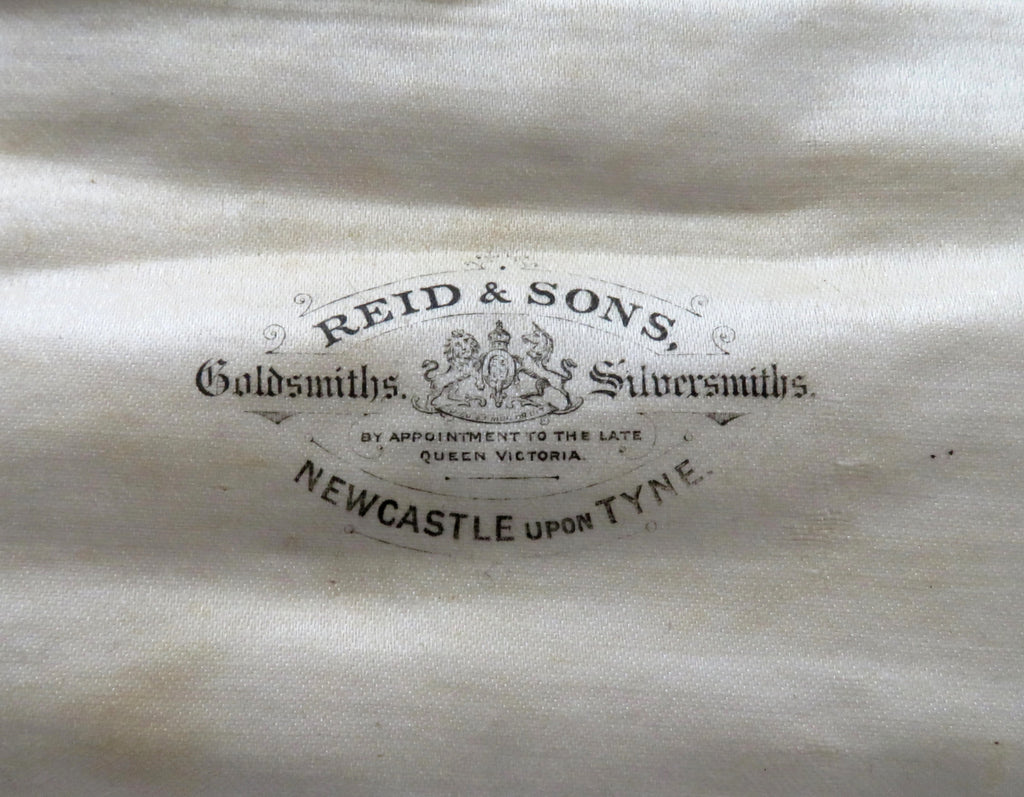 REID & SONS,
Goldsmiths. Silversmiths.
BY APPOINTMENT TO THE LATE
QUEEN VICTORIA.
NEWCASTLE UPON TYNE.